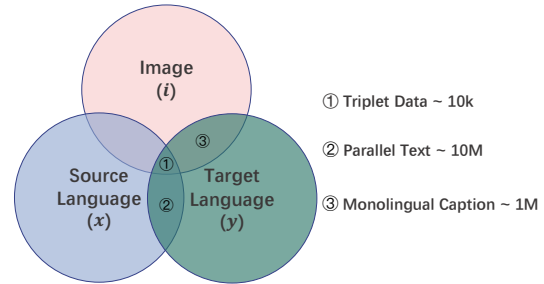 Image
(i)
③
① Triplet Data ~ 10k
①
② Parallel Text ~ 10M
Source
Language
(x)
②
Target
Language
(y)
③ Monolingual Caption ~ 1M